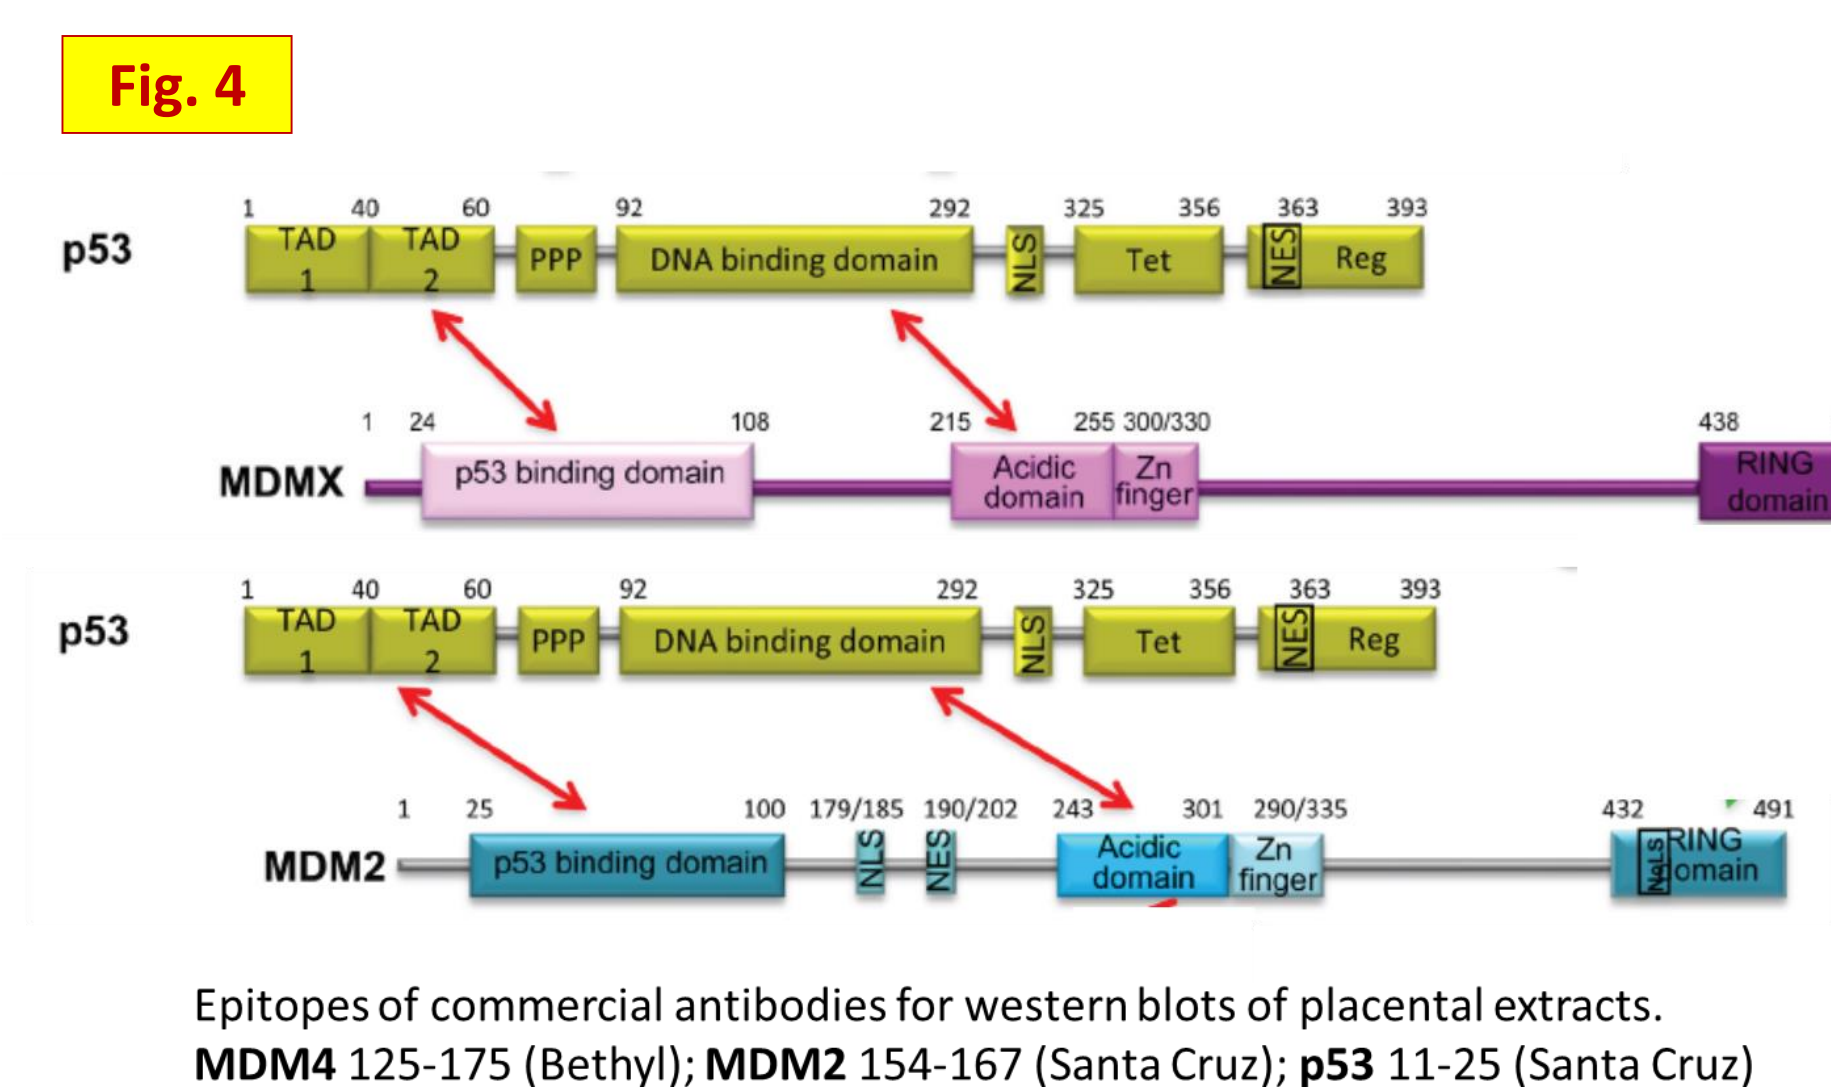 Fig. 4
1 40 60 92 292 325 356 363 393
p53 TAD 1 TAD 2 PPP DNA binding domain NLS Tet NES Reg
1 24 108 215 255 300/330 438
MDMX p53 binding domain Acidic domain Zn finger RING domain
1 40 60 92 292 325 356 363 393
p53 TAD 1 TAD 2 PPP DNA binding domain NLS Tet NES Reg
1 25 100 179/185 190/202 243 301 290/335 432 491
MDM2 p53 binding domain NLS NES Acidic domain Zn finger NoLS RING omain
Epitopes of commercial antibodies for western blots of placental extracts.
MDM4 125-175 (Bethyl); MDM2 154-167 (Santa Cruz); p53 11-25 (Santa Cruz)